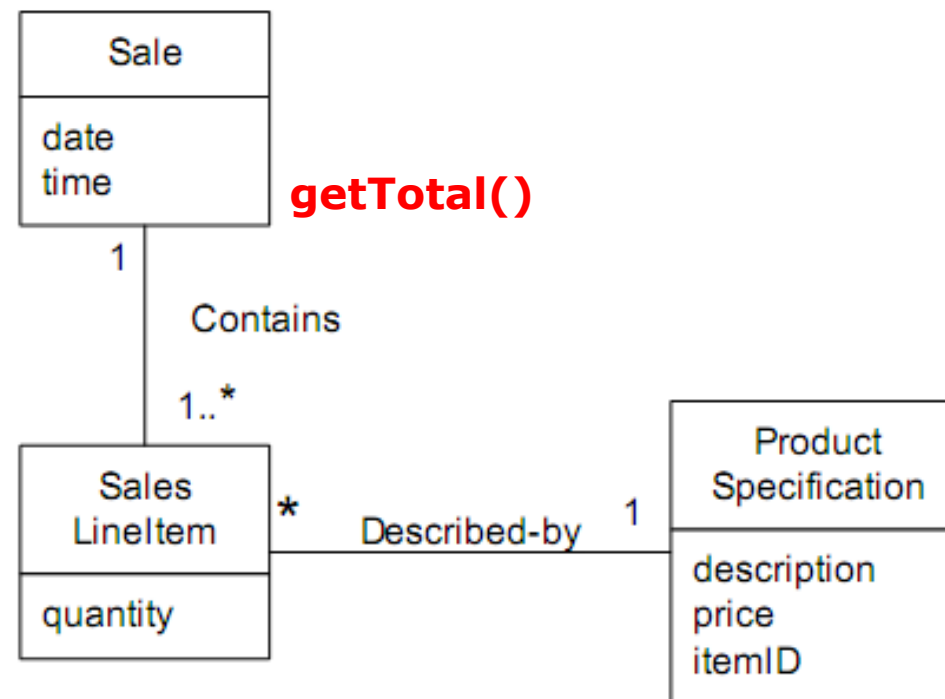 Sale
date
time
getTotal()
1
Contains
1..*
Sales
LineItem
quantity
*
Described-by
1
Product
Specification
description
price
itemID